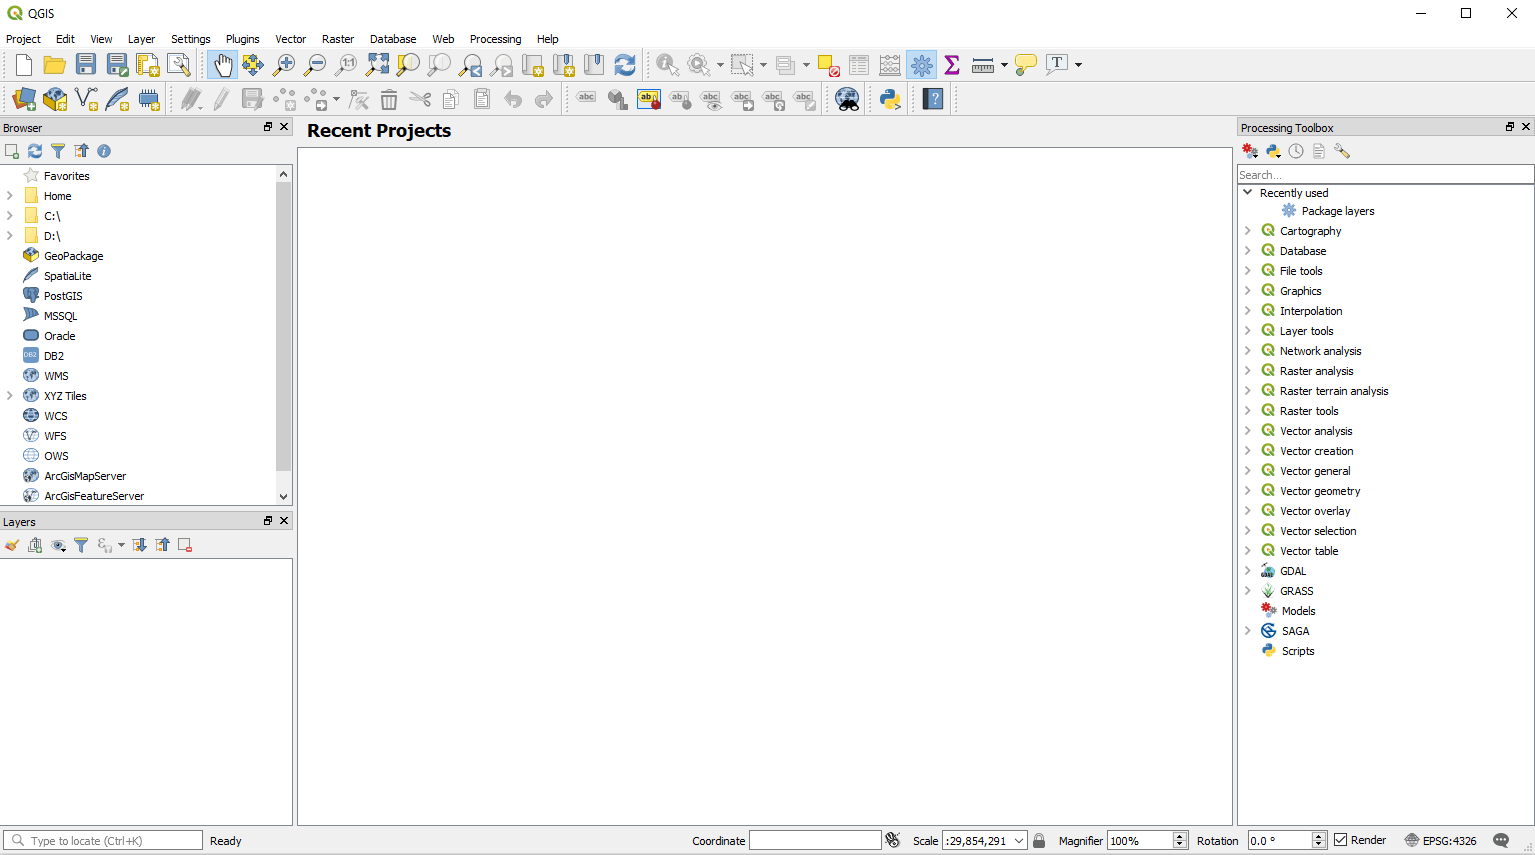 QGIS
Project Edit View Layer Settings Plugins Vector Raster Database Web Processing Help
Browser
Favorites
Home
C:\
D:\
GeoPackage
SpatiaLite
PostGIS
MSSQL
Oracle
DB2 DB2
WMS
XYZ Tiles
WCS
WFS
OWS
ArcGisMapServer
ArcGisFeatureServer
Layers
Recent Projects
Processing Toolbox
Search...
Recently used
Package layers
Cartography
Database
File tools
Graphics
Interpolation
Layer tools
Network analysis
Raster analysis
Raster terrain analysis
Raster tools
Vector analysis
Vector creation
Vector general
Vector geometry
Vector overlay
Vector selection
Vector table
GDAL
GRASS
Models
SAGA
Scripts
Type to locate (Ctrl+K) Ready Coordinate Scale :29,854,291 Magnifier 100% Rotation 0.0 ° Render EPSG:4326